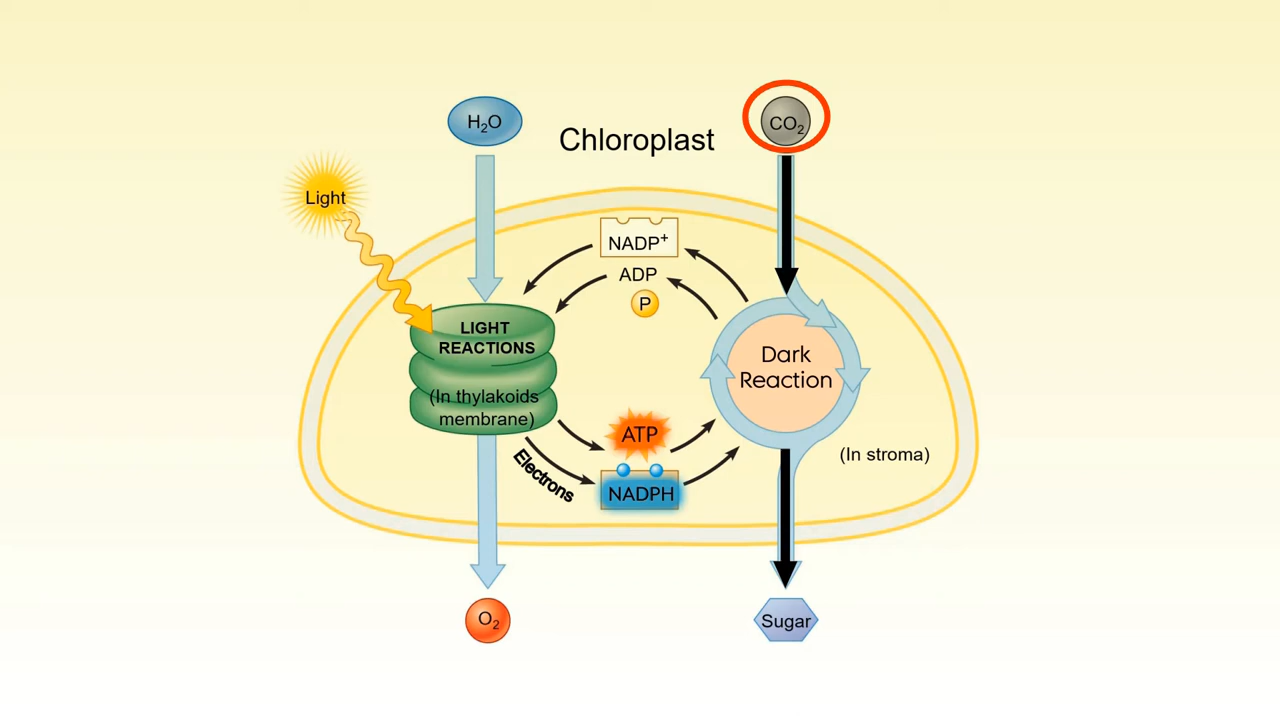 H₂O
Chloroplast
CO₂
Light
NADP⁺
ADP
P
LIGHT
REACTIONS
(In thylakoids
membrane)
Dark
Reaction
ATP
Electrons
NADPH
(In stroma)
O₂
Sugar